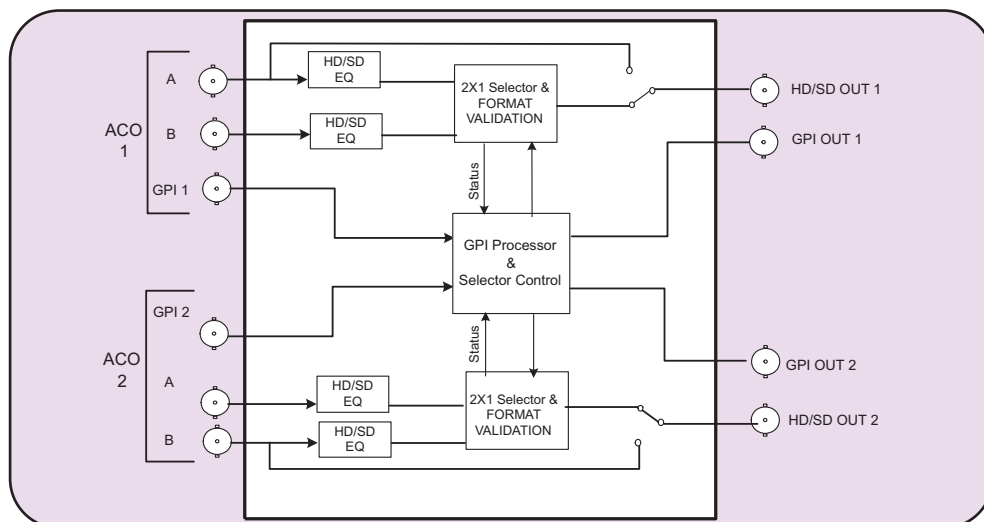 ACO
1
A
B
GPI 1
HD/SD
EQ
HD/SD
EQ
2X1 Selector &
FORMAT
VALIDATION
HD/SD OUT 1
GPI OUT 1
Status
GPI Processor
&
Selector Control
ACO
2
GPI 2
A
B
Status
HD/SD
EQ
HD/SD
EQ
2X1 Selector &
FORMAT
VALIDATION
GPI OUT 2
HD/SD OUT 2